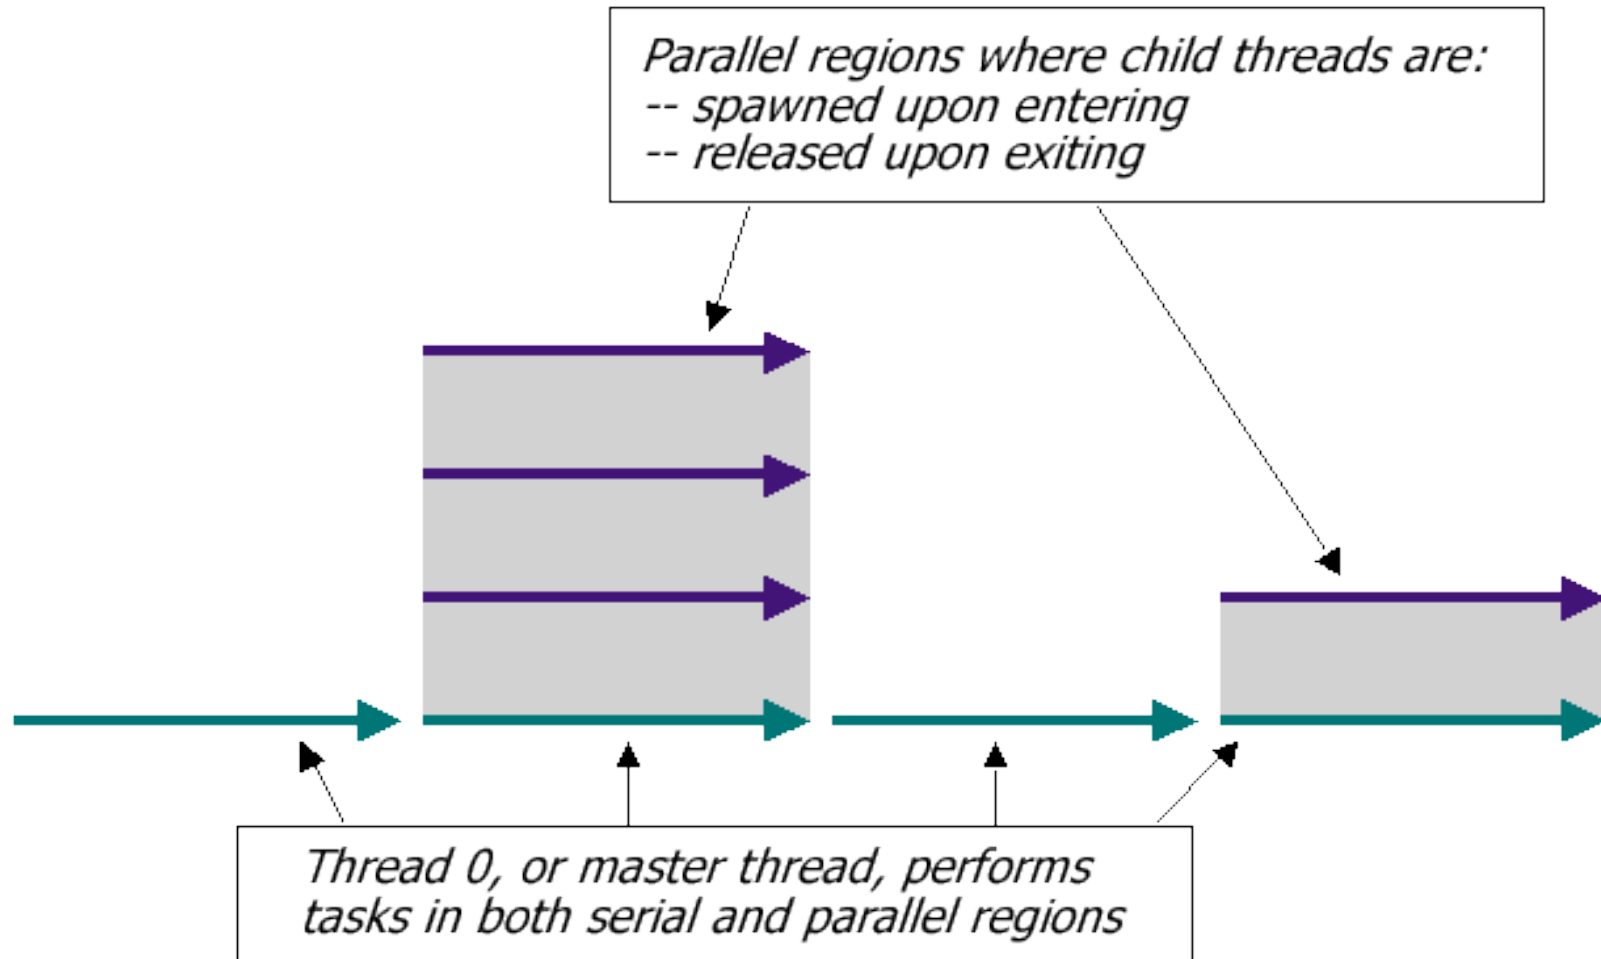 Parallel regions where child threads are:
-- spawned upon entering
-- released upon exiting
Thread 0, or master thread, performs
tasks in both serial and parallel regions